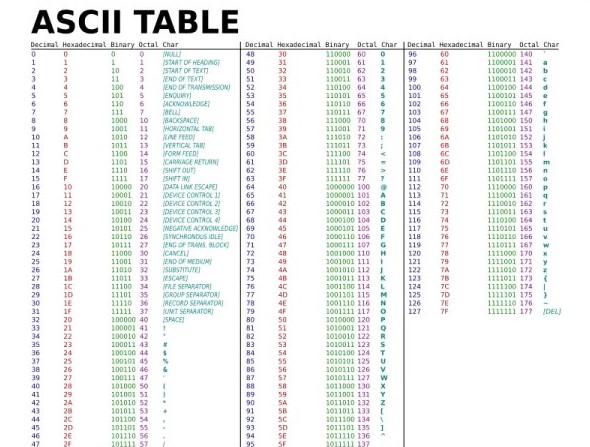 ASCII TABLE
Decimal Hexadecimal Binary Octal Char
0 0 0 0 [NULL]
1 1 1 1 [START OF HEADING]
2 2 10 2 [START OF TEXT]
3 3 11 3 [END OF TEXT]
4 4 100 4 [END OF TRANSMISSION]
5 5 101 5 [ENQUIRY]
6 6 110 6 [ACKNOWLEDGE]
7 7 111 7 [BELL]
8 8 1000 10 [BACKSPACE]
9 9 1001 11 [HORIZONTAL TAB]
10 A 1010 12 [LINE FEED]
11 B 1011 13 [VERTICAL TAB]
12 C 1100 14 [FORM FEED]
13 D 1101 15 [CARRIAGE RETURN]
14 E 1110 16 [SHIFT OUT]
15 F 1111 17 [SHIFT IN]
16 10 10000 20 [DATA LINK ESCAPE]
17 11 10001 21 [DEVICE CONTROL 1]
18 12 10010 22 [DEVICE CONTROL 2]
19 13 10011 23 [DEVICE CONTROL 3]
20 14 10100 24 [DEVICE CONTROL 4]
21 15 10101 25 [NEGATIVE ACKNOWLEDGE]
22 16 10110 26 [SYNCHRONOUS IDLE]
23 17 10111 27 [END OF TRANS. BLOCK]
24 18 11000 30 [CANCEL]
25 19 11001 31 [END OF MEDIUM]
26 1A 11010 32 [SUBSTITUTE]
27 1B 11011 33 [ESCAPE]
28 1C 11100 34 [FILE SEPARATOR]
29 1D 11101 35 [GROUP SEPARATOR]
30 1E 11110 36 [RECORD SEPARATOR]
31 1F 11111 37 [UNIT SEPARATOR]
32 20 100000 40 [SPACE]
33 21 100001 41 !
34 22 100010 42 "
35 23 100011 43 #
36 24 100100 44 $
37 25 100101 45 %
38 26 100110 46 &
39 27 100111 47 '
40 28 101000 50 (
41 29 101001 51 )
42 2A 101010 52 *
43 2B 101011 53 +
44 2C 101100 54 ,
45 2D 101101 55 -
46 2E 101110 56 .
47 2F 101111 57 /
Decimal Hexadecimal Binary Octal Char
48 30 110000 60 0
49 31 110001 61 1
50 32 110010 62 2
51 33 110011 63 3
52 34 110100 64 4
53 35 110101 65 5
54 36 110110 66 6
55 37 110111 67 7
56 38 111000 70 8
57 39 111001 71 9
58 3A 111010 72 :
59 3B 111011 73 ;
60 3C 111100 74 <
61 3D 111101 75 =
62 3E 111110 76 >
63 3F 111111 77 ?
64 40 1000000 100 @
65 41 1000001 101 A
66 42 1000010 102 B
67 43 1000011 103 C
68 44 1000100 104 D
69 45 1000101 105 E
70 46 1000110 106 F
71 47 1000111 107 G
72 48 1001000 110 H
73 49 1001001 111 I
74 4A 1001010 112 J
75 4B 1001011 113 K
76 4C 1001100 114 L
77 4D 1001101 115 M
78 4E 1001110 116 N
79 4F 1001111 117 O
80 50 1010000 120 P
81 51 1010001 121 Q
82 52 1010010 122 R
83 53 1010011 123 S
84 54 1010100 124 T
85 55 1010101 125 U
86 56 1010110 126 V
87 57 1010111 127 W
88 58 1011000 130 X
89 59 1011001 131 Y
90 5A 1011010 132 Z
91 5B 1011011 133 [
92 5C 1011100 134 \
93 5D 1011101 135 ]
94 5E 1011110 136 ^
95 5F 1011111 137
Decimal Hexadecimal Binary Octal Char
96 60 1100000 140 `
97 61 1100001 141 a
98 62 1100010 142 b
99 63 1100011 143 c
100 64 1100100 144 d
101 65 1100101 145 e
102 66 1100110 146 f
103 67 1100111 147 g
104 68 1101000 150 h
105 69 1101001 151 i
106 6A 1101010 152 j
107 6B 1101011 153 k
108 6C 1101100 154 l
109 6D 1101101 155 m
110 6E 1101110 156 n
111 6F 1101111 157 o
112 70 1110000 160 p
113 71 1110001 161 q
114 72 1110010 162 r
115 73 1110011 163 s
116 74 1110100 164 t
117 75 1110101 165 u
118 76 1110110 166 v
119 77 1110111 167 w
120 78 1111000 170 x
121 79 1111001 171 y
122 7A 1111010 172 z
123 7B 1111011 173 {
124 7C 1111100 174 |
125 7D 1111101 175 }
126 7E 1111110 176 ~
127 7F 1111111 177 [DEL]